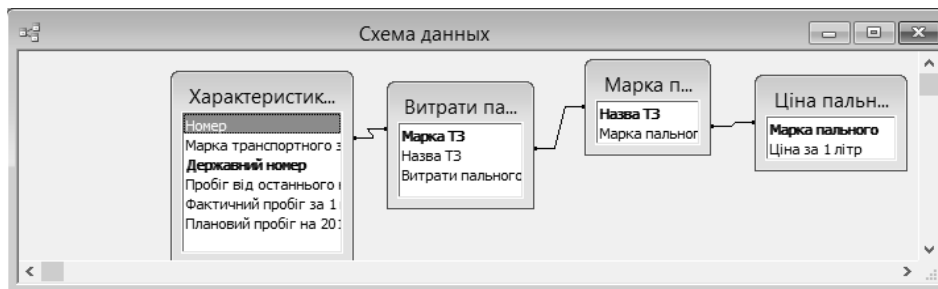 Схема данных
Характеристик...
Номер
Марка транспортного з
Державний номер
Пробіг від останнього
Фактичний пробіг за 1
Плановий пробіг на 201
Витрати па...
Марка ТЗ
Назва ТЗ
Витрати пального
Марка п...
Назва ТЗ
Марка пальног
Ціна пальн...
Марка пального
Ціна за 1 літр